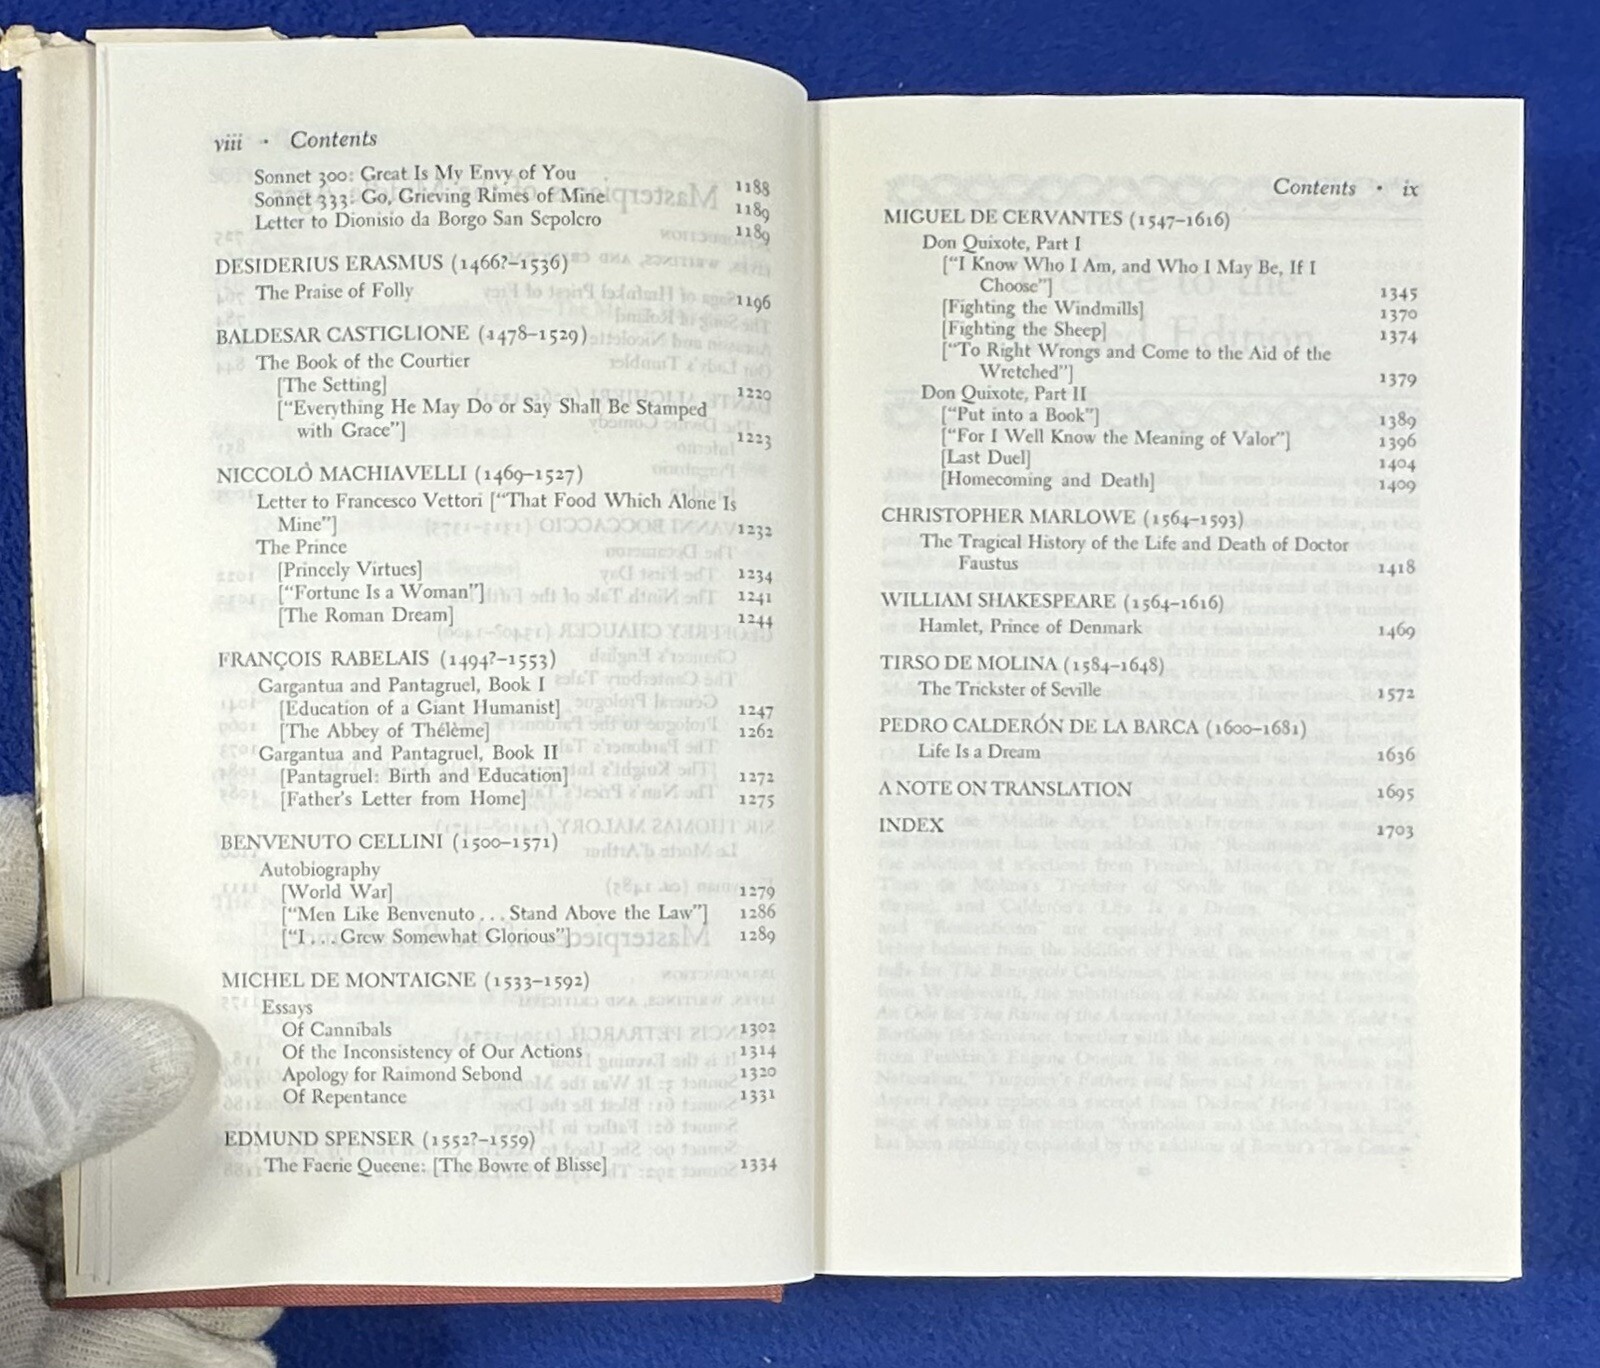 viii · Contents
Sonnet 300: Great Is My Envy of You 1188
Sonnet 333: Go, Grieving Rimes of Mine 1189
Letter to Dionisio da Borgo San Sepolcro 1189
DESIDERIUS ERASMUS (1466?–1536)
The Praise of Folly 1196
BALDESAR CASTIGLIONE (1478–1529)
The Book of the Courtier
[The Setting] 1220
["Everything He May Do or Say Shall Be Stamped
with Grace"] 1223
NICCOLÒ MACHIAVELLI (1469–1527)
Letter to Francesco Vettori ["That Food Which Alone Is
Mine"] 1232
The Prince
[Princely Virtues] 1234
["Fortune Is a Woman"] 1241
[The Roman Dream] 1244
FRANÇOIS RABELAIS (1494?–1553)
Gargantua and Pantagruel, Book I
[Education of a Giant Humanist] 1247
[The Abbey of Thélème] 1262
Gargantua and Pantagruel, Book II
[Pantagruel: Birth and Education] 1272
[Father's Letter from Home] 1275
BENVENUTO CELLINI (1500–1571)
Autobiography
[World War] 1279
["Men Like Benvenuto . . . Stand Above the Law"] 1286
["I . . . Grew Somewhat Glorious"] 1289
MICHEL DE MONTAIGNE (1533–1592)
Essays
Of Cannibals 1302
Of the Inconsistency of Our Actions 1314
Apology for Raimond Sebond 1320
Of Repentance 1331
EDMUND SPENSER (1552?–1559)
The Faerie Queene: [The Bowre of Blisse] 1334
Contents · ix
MIGUEL DE CERVANTES (1547–1616)
Don Quixote, Part I
["I Know Who I Am, and Who I May Be, If I
Choose"] 1345
[Fighting the Windmills] 1370
[Fighting the Sheep] 1374
["To Right Wrongs and Come to the Aid of the
Wretched"] 1379
Don Quixote, Part II
["Put into a Book"] 1389
["For I Well Know the Meaning of Valor"] 1396
[Last Duel] 1404
[Homecoming and Death] 1409
CHRISTOPHER MARLOWE (1564–1593)
The Tragical History of the Life and Death of Doctor
Faustus 1418
WILLIAM SHAKESPEARE (1564–1616)
Hamlet, Prince of Denmark 1469
TIRSO DE MOLINA (1584–1648)
The Trickster of Seville 1572
PEDRO CALDERÓN DE LA BARCA (1600–1681)
Life Is a Dream 1636
A NOTE ON TRANSLATION 1695
INDEX 1703